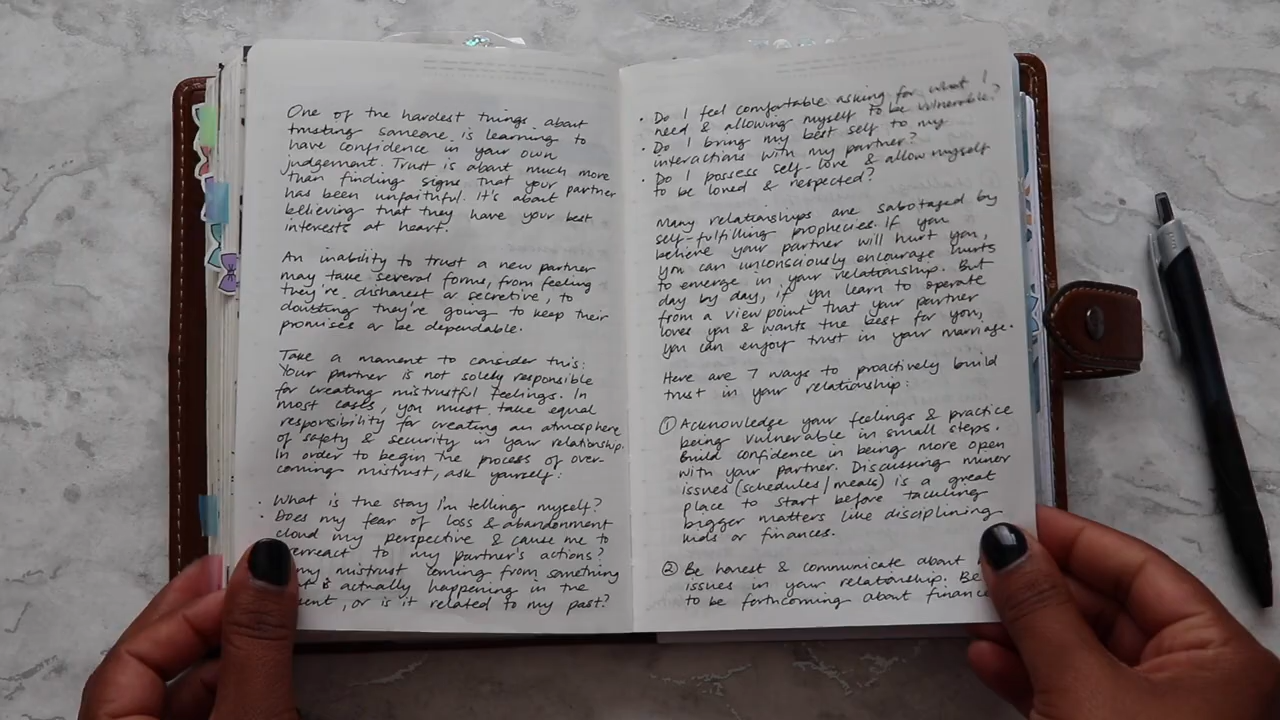 One of the hardest things about
trusting someone is learning to
have confidence in your own
judgement. Trust is about much more
than finding signs that your partner
has been unfaithful. It's about
believing that they have your best
interests at heart.
An inability to trust a new partner
may take several forms, from feeling
they're dishonest or secretive, to
doubting they're going to keep their
promises or be dependable.
Take a moment to consider this:
Your partner is not solely responsible
for creating mistrustful feelings. In
most cases, you must take equal
responsibility for creating an atmosphere
of safety & security in your relationship.
In order to begin the process of over-
coming mistrust, ask yourself:
• What is the story I'm telling myself?
• Does my fear of loss & abandonment
cloud my perspective & cause me to
overreact to my partner's actions?
my mistrust coming from something
is actually happening in the
, or is it related to my past?
• Do I feel comfortable asking for what I
need & allowing myself to be vulnerable?
• Do I bring my best self to my
interactions with my partner?
• Do I possess self-love & allow myself
to be loved & respected?
Many relationships are sabotaged by
self-fulfilling prophecies. If you
believe your partner will hurt you,
you can unconsciously encourage hurts
to emerge in your relationship. But
day by day, if you learn to operate
from a view point that your partner
loves you & wants the best for you,
you can enjoy trust in your marriage.
Here are 7 ways to proactively build
trust in your relationship:
① Acknowledge your feelings & practice
being vulnerable in small steps.
Build confidence in being more open
with your partner. Discussing minor
issues (schedules/meals) is a great
place to start before tackling
bigger matters like disciplining
kids or finances.
② Be honest & communicate about
issues in your relationship. Be
to be forthcoming about finance